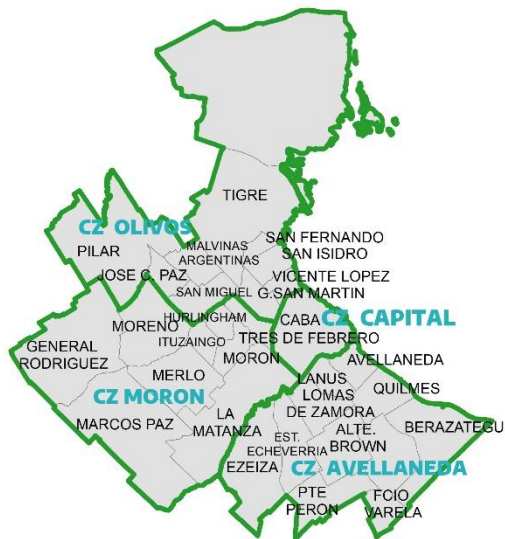 TIGRE
CZ OLIVOS
SAN FERNANDO
PILAR
MALVINAS
ARGENTINAS
SAN ISIDRO
JOSE C. PAZ
VICENTE LOPEZ
SAN MIGUEL
G.SAN MARTIN
HURLINGHAM
CABA
CZ CAPITAL
MORENO
ITUZAINGO
TRES DE FEBRERO
GENERAL
RODRIGUEZ
MORON
AVELLANEDA
MERLO
LANUS
QUILMES
CZ MORON
LOMAS
DE ZAMORA
MARCOS PAZ
LA
MATANZA
ALTE.
BROWN
BERAZATEGU
EST.
ECHEVERRIA
EZEIZA
CZ AVELLANEDA
PTE
PERON
FCIO
VARELA